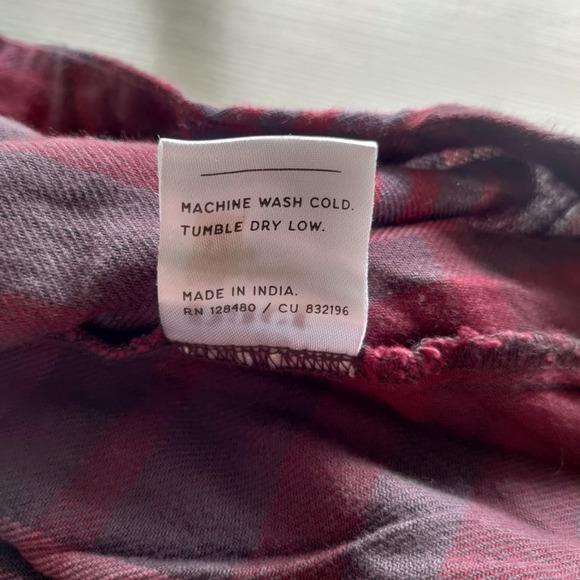 MACHINE WASH COLD.
TUMBLE DRY LOW.
MADE IN INDIA.
RN 128480 / CU 832196